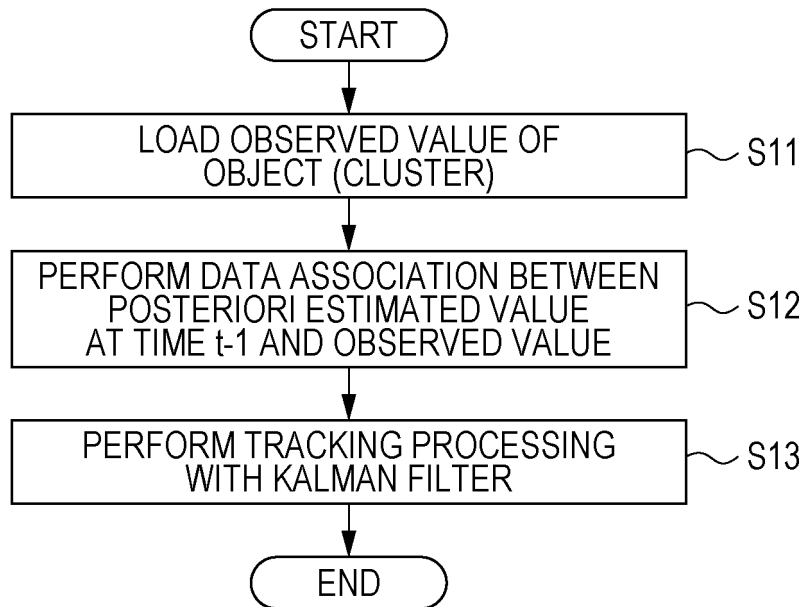 START
LOAD OBSERVED VALUE OF
OBJECT (CLUSTER)
S11
PERFORM DATA ASSOCIATION BETWEEN
POSTERIORI ESTIMATED VALUE
AT TIME t-1 AND OBSERVED VALUE
S12
PERFORM TRACKING PROCESSING
WITH KALMAN FILTER
S13
END